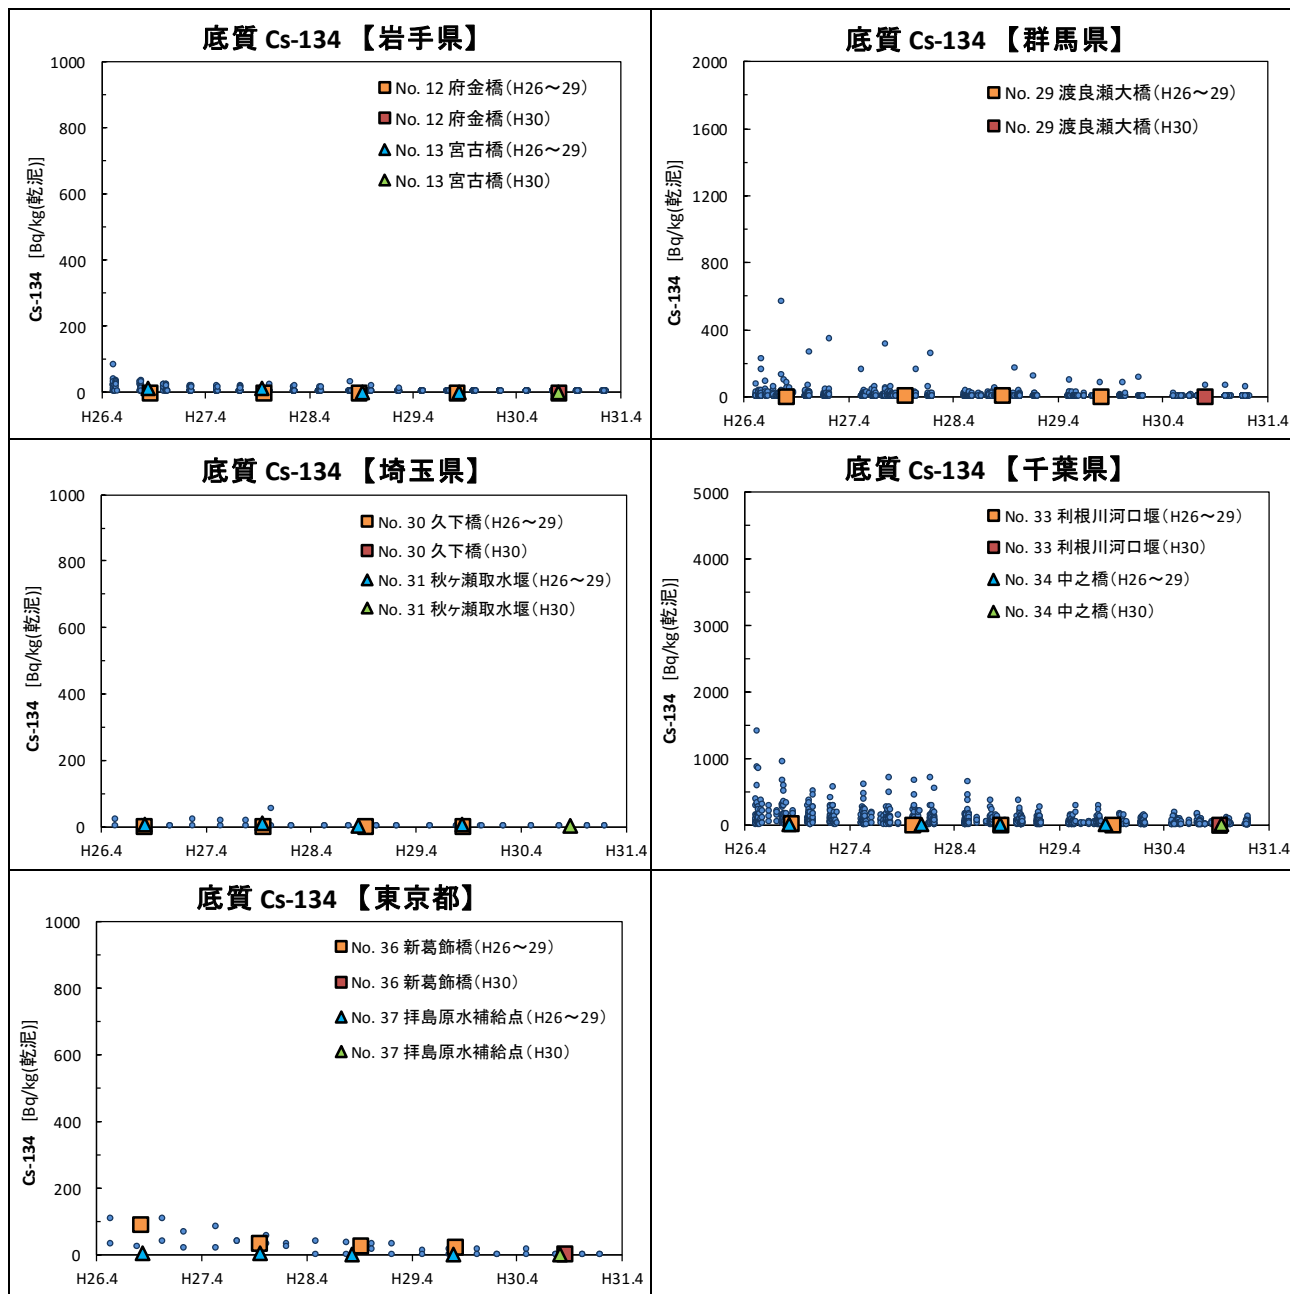 底質 Cs-134 【岩手県】
Cs-134 [Bq/kg(乾泥)]
1000
800
600
400
200
0
No. 12 府金橋(H26～29)
No. 12 府金橋(H30)
No. 13 宮古橋(H26～29)
No. 13 宮古橋(H30)
H26.4 H27.4 H28.4 H29.4 H30.4 H31.4
底質 Cs-134 【群馬県】
Cs-134 [Bq/kg(乾泥)]
2000
1600
1200
800
400
0
No. 29 渡良瀬大橋(H26～29)
No. 29 渡良瀬大橋(H30)
H26.4 H27.4 H28.4 H29.4 H30.4 H31.4
底質 Cs-134 【埼玉県】
Cs-134 [Bq/kg(乾泥)]
1000
800
600
400
200
0
No. 30 久下橋(H26～29)
No. 30 久下橋(H30)
No. 31 秋ヶ瀬取水堰(H26～29)
No. 31 秋ヶ瀬取水堰(H30)
H26.4 H27.4 H28.4 H29.4 H30.4 H31.4
底質 Cs-134 【千葉県】
Cs-134 [Bq/kg(乾泥)]
5000
4000
3000
2000
1000
0
No. 33 利根川河口堰(H26～29)
No. 33 利根川河口堰(H30)
No. 34 中之橋(H26～29)
No. 34 中之橋(H30)
H26.4 H27.4 H28.4 H29.4 H30.4 H31.4
底質 Cs-134 【東京都】
Cs-134 [Bq/kg(乾泥)]
1000
800
600
400
200
0
No. 36 新葛飾橋(H26～29)
No. 36 新葛飾橋(H30)
No. 37 拝島原水補給点(H26～29)
No. 37 拝島原水補給点(H30)
H26.4 H27.4 H28.4 H29.4 H30.4 H31.4